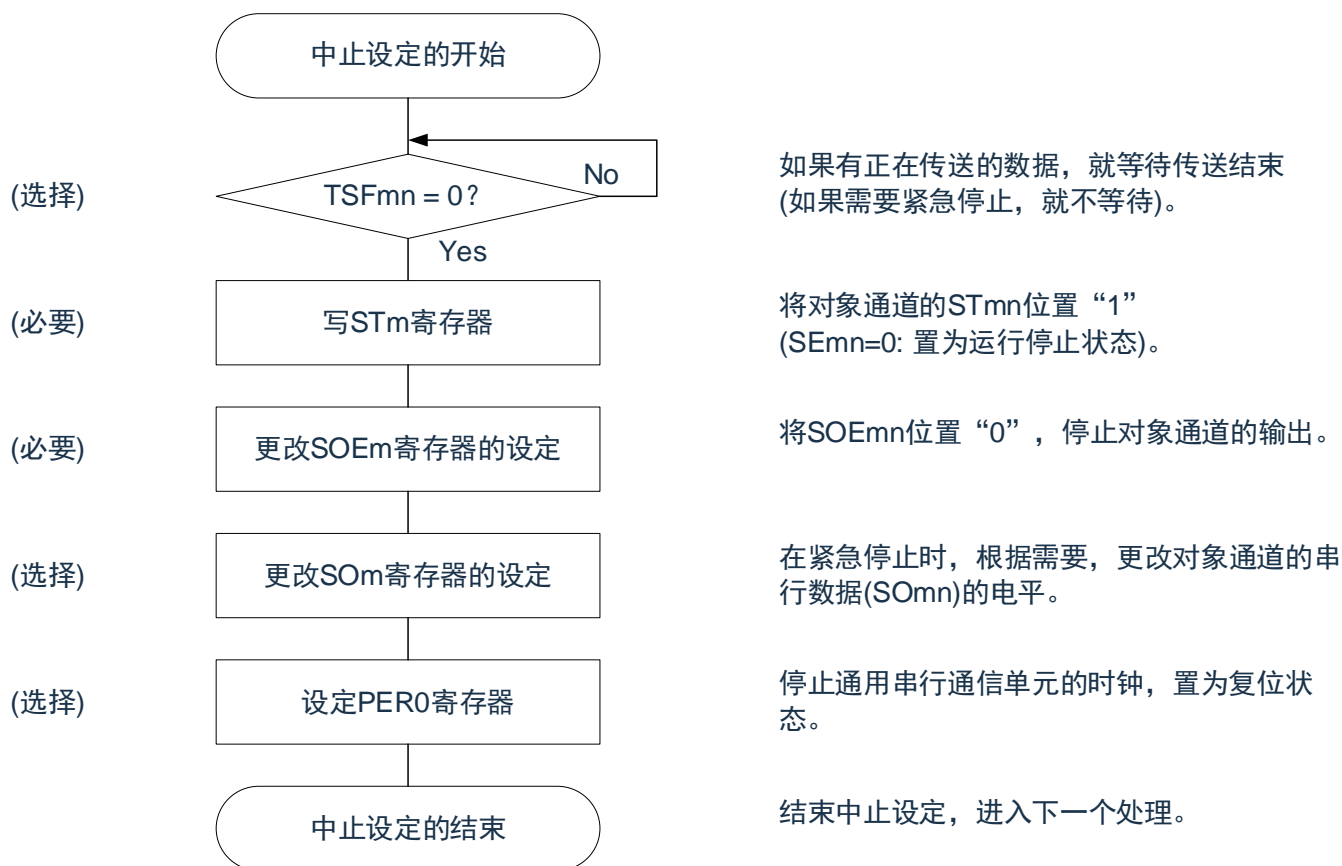 中止设定的开始
(选择)
TSFmn = 0?
No
如果有正在传送的数据，就等待传送结束
(如果需要紧急停止，就不等待)。
Yes
(必要)
写STm寄存器
将对象通道的STmn位置“1”
(SEmn=0: 置为运行停止状态)。
(必要)
更改SOEm寄存器的设定
将SOEmn位置“0”，停止对象通道的输出。
(选择)
更改SOm寄存器的设定
在紧急停止时，根据需要，更改对象通道的串
行数据(SOmn)的电平。
(选择)
设定PER0寄存器
停止通用串行通信单元的时钟，置为复位状
态。
中止设定的结束
结束中止设定，进入下一个处理。